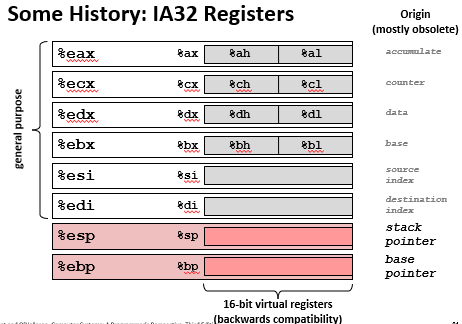 Some History: IA32 Registers
Origin
(mostly obsolete)
general purpose
%eax %ax %ah %al accumulate
%ecx %cx %ch %cl counter
%edx %dx %dh %dl data
%ebx %bx %bh %bl base
%esi %si source
index
%edi %di destination
index
%esp %sp stack
pointer
%ebp %bp base
pointer
16-bit virtual registers
(backwards compatibility)